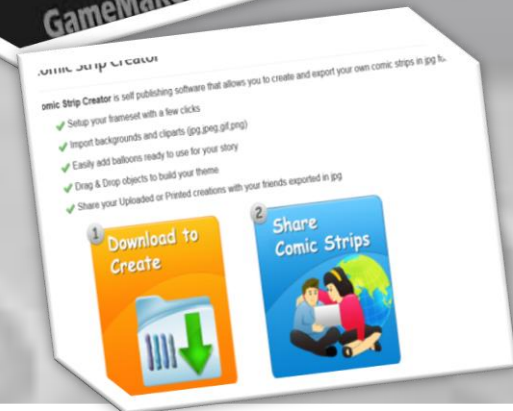 GameMak
omic Strip Creator
omic Strip Creator is self publishing software that allows you to create and export your own comic strips in jpg fo
Setup your frameset with a few clicks
Import backgrounds and cliparts (jpg,jpeg,gif,png)
Easily add balloons ready to use for your story
Drag & Drop objects to build your theme
Share your Uploaded or Printed creations with your friends exported in jpg
1 Download to
Create
2 Share
Comic Strips